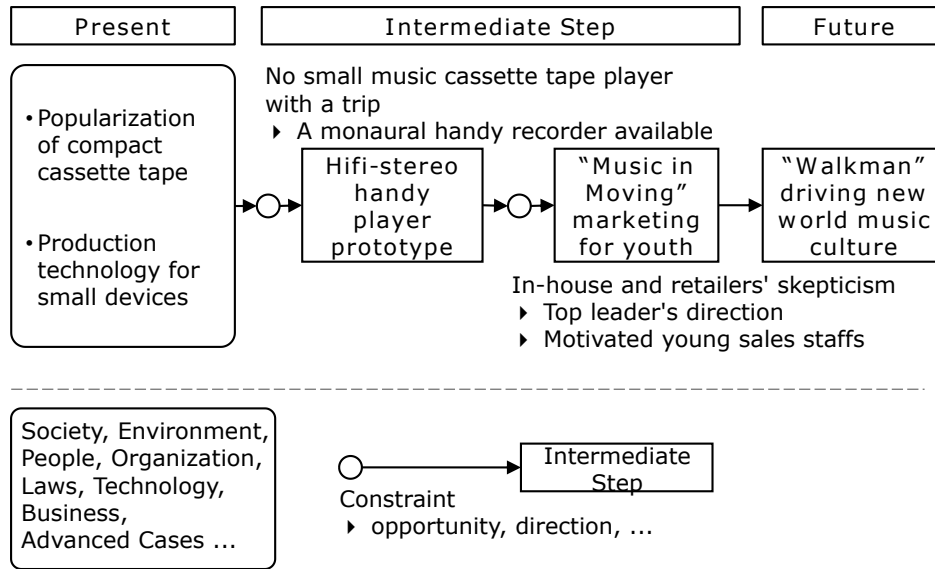 Present
Intermediate Step
Future
• Popularization
of compact
cassette tape
• Production
technology for
small devices
No small music cassette tape player
with a trip
▶ A monaural handy recorder available
Hifi-stereo
handy
player
prototype
“Music in
Moving”
marketing
for youth
“Walkman”
driving new
world music
culture
In-house and retailers' skepticism
▶ Top leader's direction
▶ Motivated young sales staffs
Society, Environment,
People, Organization,
Laws, Technology,
Business,
Advanced Cases ...
Intermediate
Step
Constraint
▶ opportunity, direction, ...